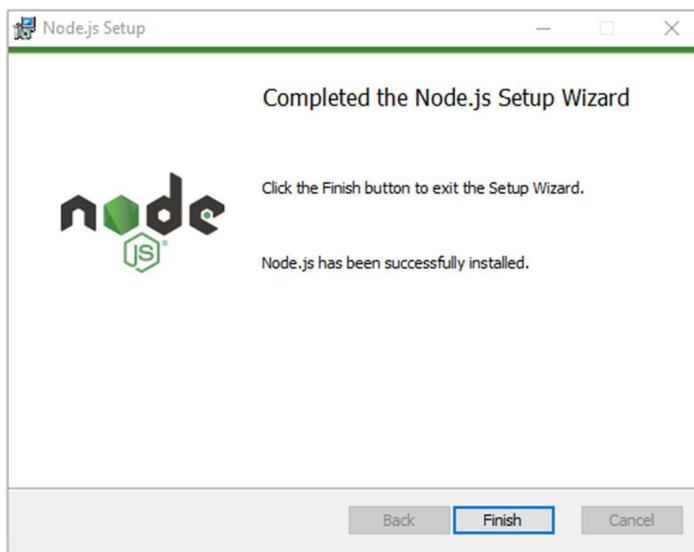 Node.js Setup
Completed the Node.js Setup Wizard
Click the Finish button to exit the Setup Wizard.
node
JS
Node.js has been successfully installed.
Back Finish Cancel